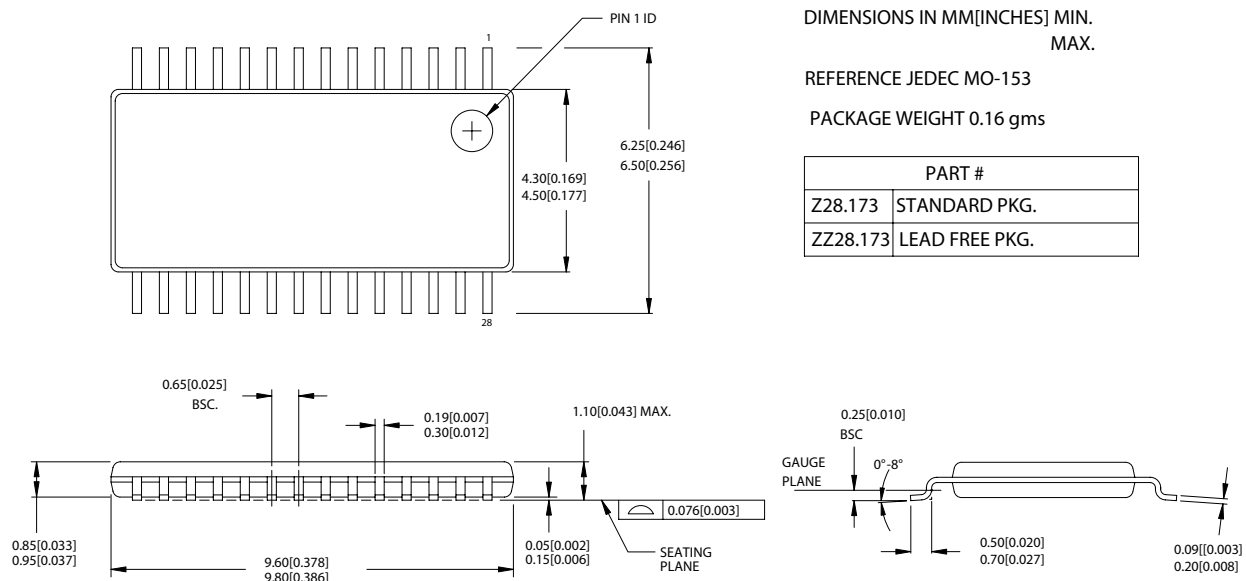 PIN 1 ID
1
28
4.30[0.169]
4.50[0.177]
6.25[0.246]
6.50[0.256]
DIMENSIONS IN MM[INCHES] MIN.
MAX.
REFERENCE JEDEC MO-153
PACKAGE WEIGHT 0.16 gms
PART #
Z28.173 STANDARD PKG.
ZZ28.173 LEAD FREE PKG.
0.65[0.025]
BSC.
0.19[0.007]
0.30[0.012]
1.10[0.043] MAX.
0.85[0.033]
0.95[0.037]
9.60[0.378]
9.80[0.386]
0.05[0.002]
0.15[0.006]
0.076[0.003]
SEATING
PLANE
0.25[0.010]
BSC
GAUGE
PLANE
0°-8°
0.50[0.020]
0.70[0.027]
0.09[[0.003]
0.20[0.008]